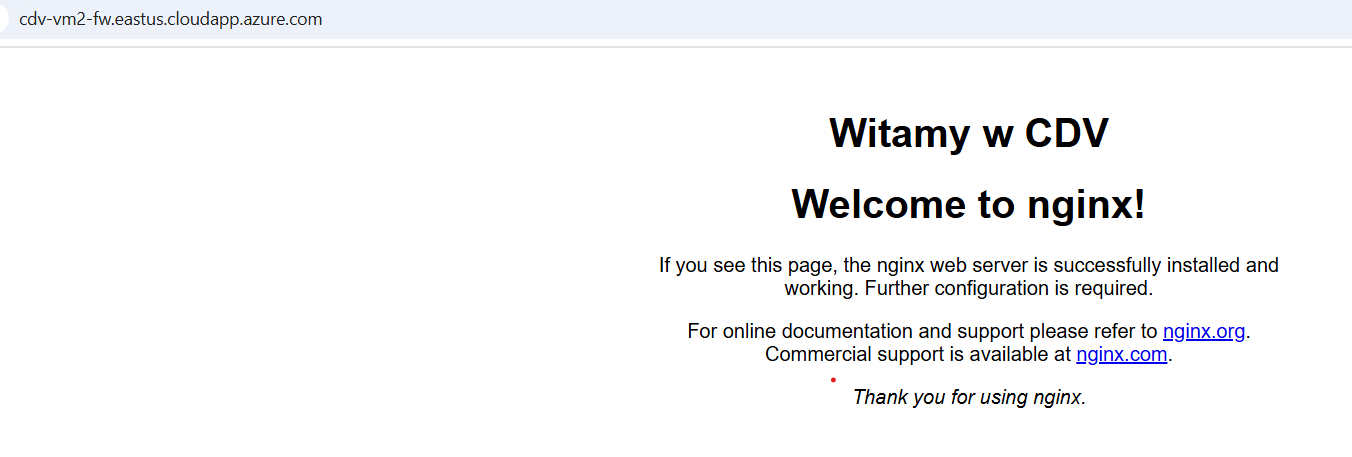 cdv-vm2-fw.eastus.cloudapp.azure.com
Witamy w CDV
Welcome to nginx!
If you see this page, the nginx web server is successfully installed and
working. Further configuration is required.
For online documentation and support please refer to nginx.org.
Commercial support is available at nginx.com.
Thank you for using nginx.